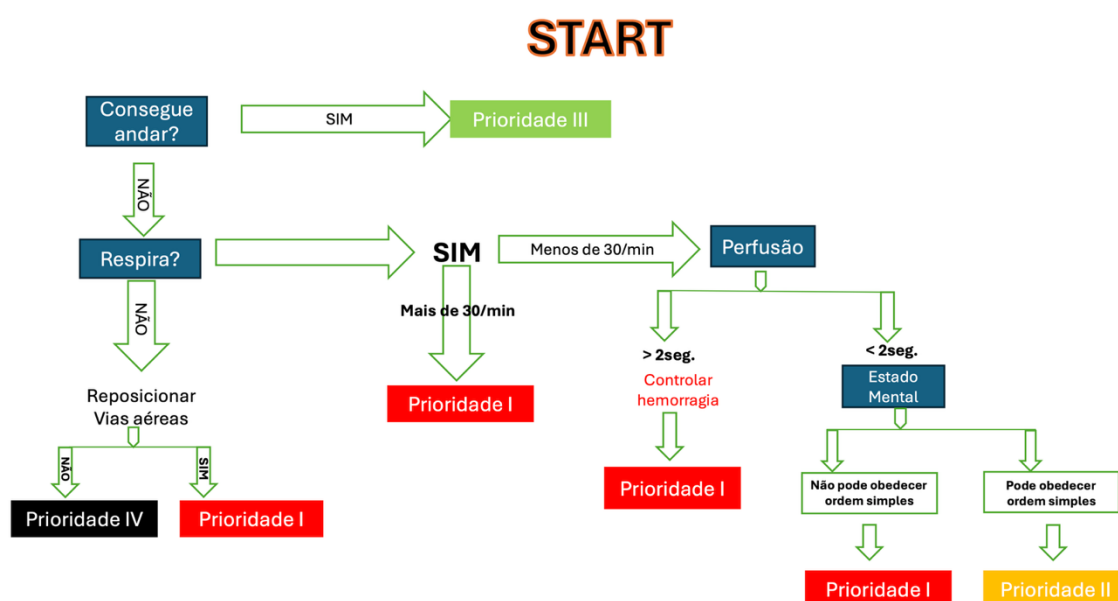 START
Consegue
andar?
SIM
Prioridade III
NÃO
Respira?
SIM
Menos de 30/min
Perfusão
NÃO
Mais de 30/min
> 2seg.
Controlar
hemorragia
< 2seg.
Estado
Mental
Reposicionar
Vias aéreas
Prioridade I
NÃO
SIM
Prioridade IV
Prioridade I
Prioridade I
Não pode obedecer
ordem simples
Pode obedecer
ordem simples
Prioridade I
Prioridade II